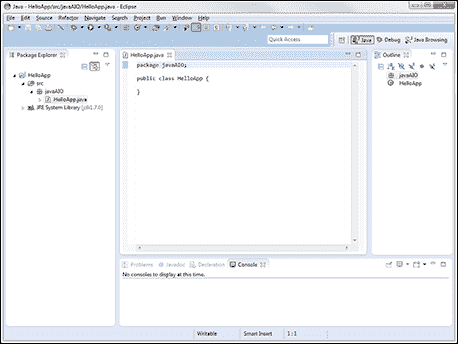 Java - HelloApp/src/javaAIO/HelloApp.java - Eclipse
File Edit Source Refactor Navigate Search Project Run Window Help
Quick Access
Java Debug Java Browsing
Package Explorer
HelloApp
src
javaAIO
HelloApp.java
JRE System Library [jdk1.7.0]
HelloApp.java
package javaAIO;
public class HelloApp {
}
Outline
javaAIO
HelloApp
Problems Javadoc Declaration Console
No consoles to display at this time.
Writable Smart Insert 1:1